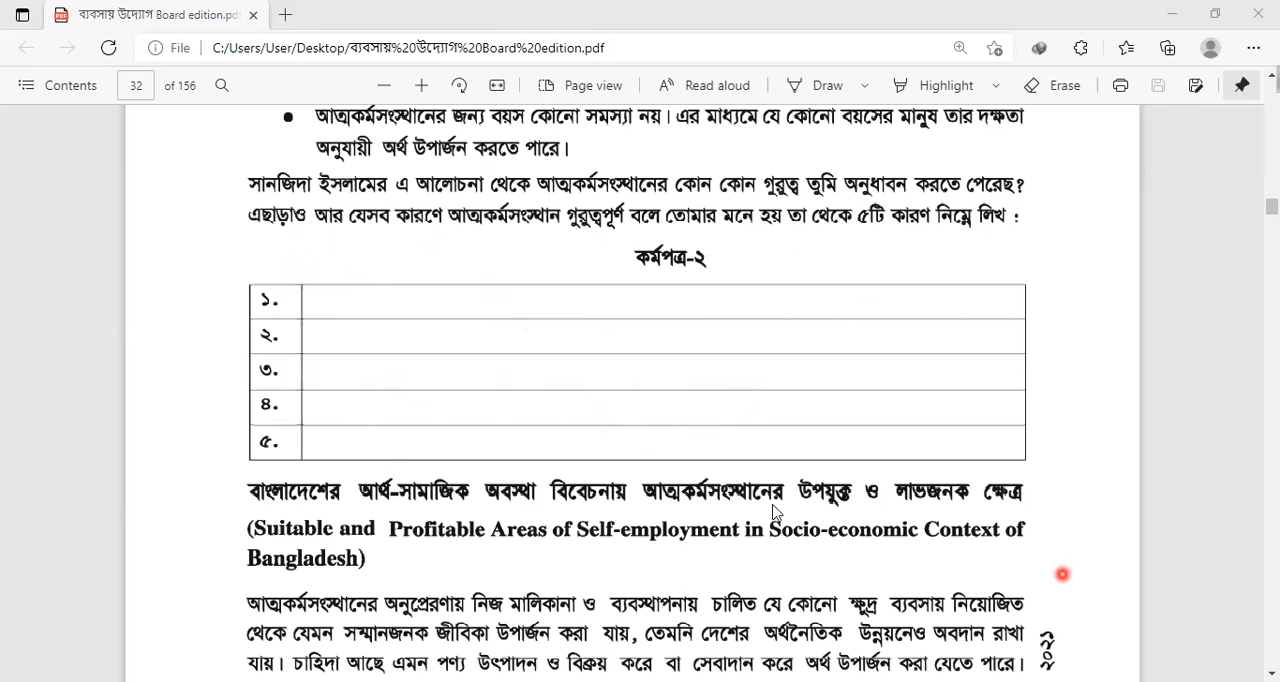 ব্যবসায় উদ্যোগ Board edition.pd
File C:/Users/User/Desktop/ব্যবসায়%20উদ্যোগ%20Board%20edition.pdf
Contents 32 of 156 Page view Read aloud Draw Highlight Erase
● আত্মকর্মসংস্থানের জন্য বয়স কোনো সমস্যা নয়। এর মাধ্যমে যে কোনো বয়সের মানুষ তার দক্ষতা
অনুযায়ী অর্থ উপার্জন করতে পারে।
সানজিদা ইসলামের এ আলোচনা থেকে আত্মকর্মসংস্থানের কোন কোন গুরুত্ব তুমি অনুধাবন করতে পেরেছ?
এছাড়াও আর যেসব কারণে আত্মকর্মসংস্থান গুরুত্বপূর্ণ বলে তোমার মনে হয় তা থেকে ৫টি কারণ নিম্নে লিখ :
কর্মপত্র-২
১.
২.
৩.
৪.
৫.
বাংলাদেশের আর্থ-সামাজিক অবস্থা বিবেচনায় আত্মকর্মসংস্থানের উপযুক্ত ও লাভজনক ক্ষেত্র
(Suitable and Profitable Areas of Self-employment in Socio-economic Context of
Bangladesh)
আত্মকর্মসংস্থানের অনুপ্রেরণায় নিজ মালিকানা ও ব্যবস্থাপনায় চালিত যে কোনো ক্ষুদ্র ব্যবসায় নিয়োজিত
থেকে যেমন সম্মানজনক জীবিকা উপার্জন করা যায়, তেমনি দেশের অর্থনৈতিক উন্নয়নেও অবদান রাখা
যায়। চাহিদা আছে এমন পণ্য উৎপাদন ও বিক্রয় করে বা সেবাদান করে অর্থ উপার্জন করা যেতে পারে।
২০২১